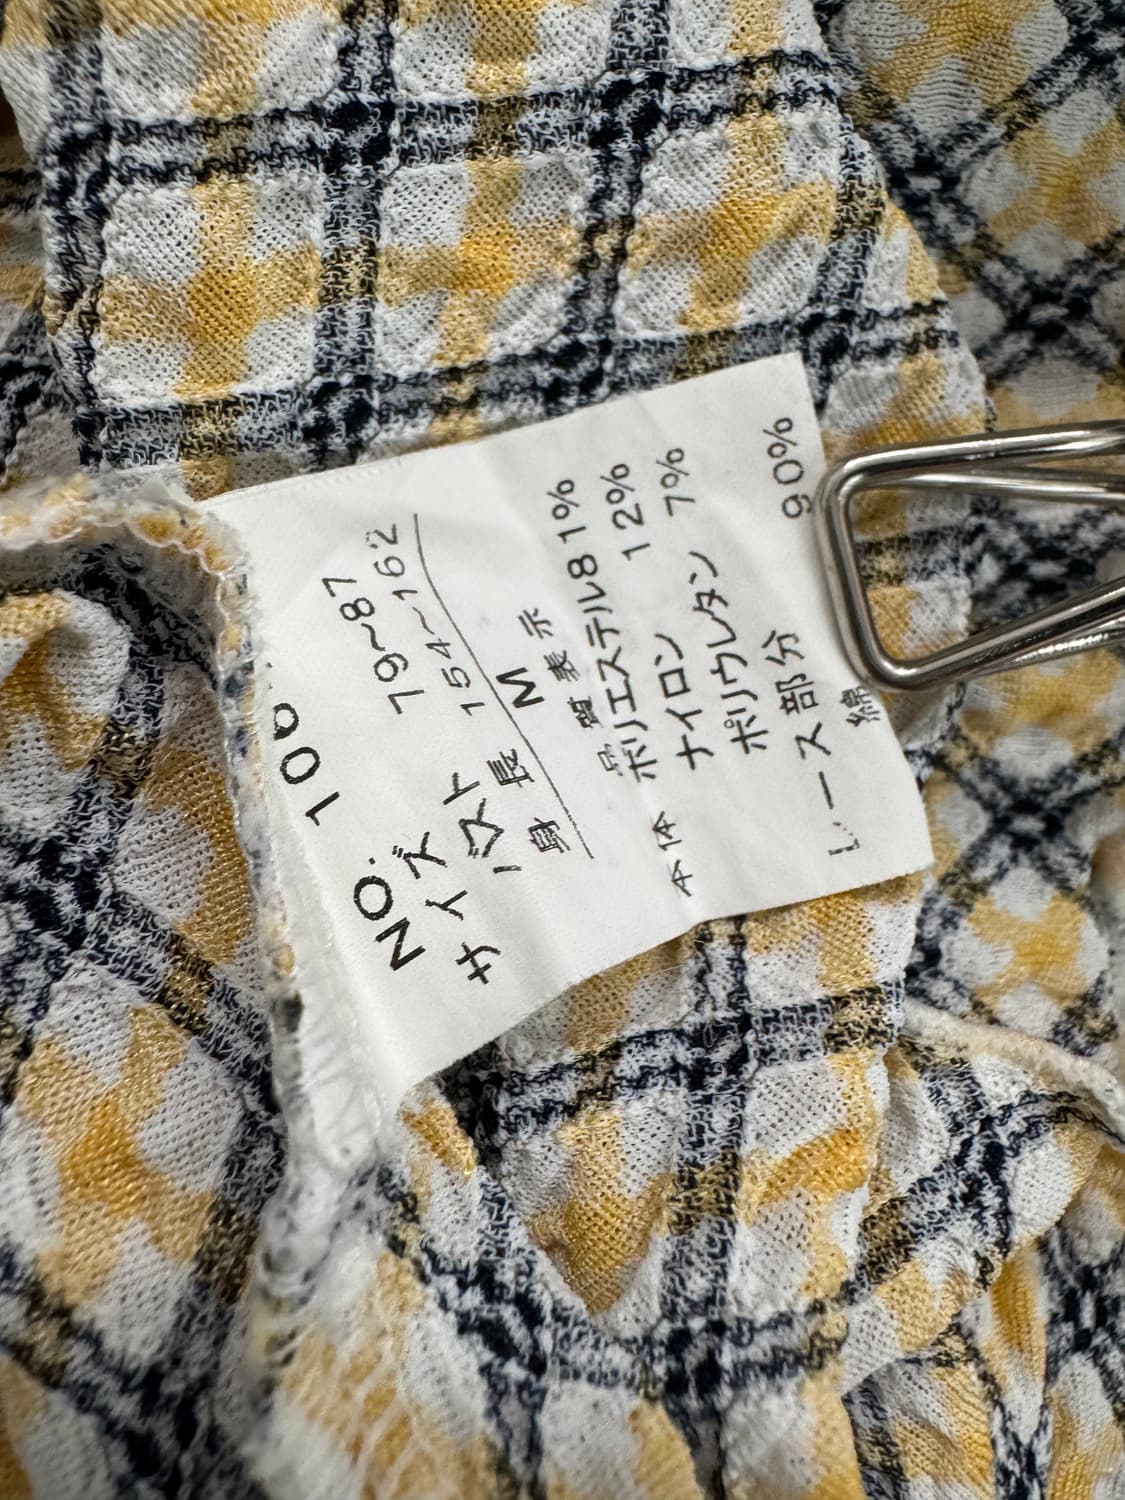 NO. 100
サイズ
バスト 79~87
身長 154~162
M
品質表示
本体
ポリエステル81%
ナイロン 12%
ポリウレタン 7%
レース部分
綿 90%